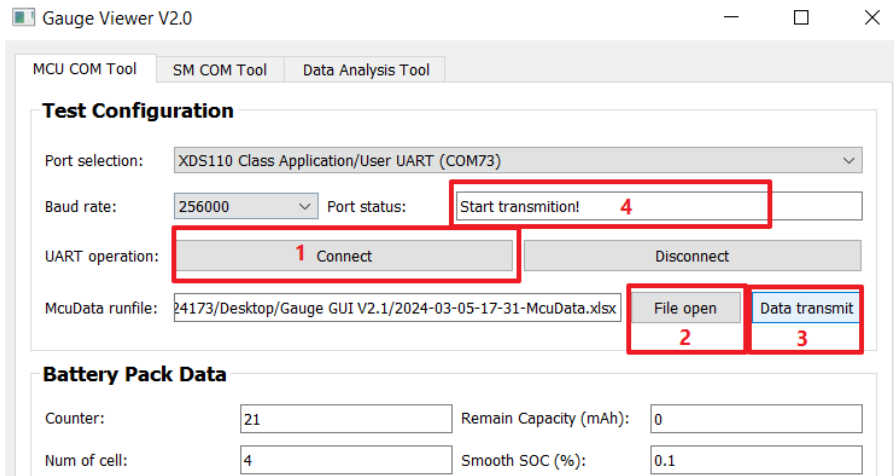 Gauge Viewer V2.0
MCU COM Tool SM COM Tool Data Analysis Tool
Test Configuration
Port selection: XDS110 Class Application/User UART (COM73)
Baud rate: 256000 Port status: Start transmition! 4
UART operation: 1 Connect Disconnect
McuData runfile: 24173/Desktop/Gauge GUI V2.1/2024-03-05-17-31-McuData.xlsx File open Data transmit
2 3
Battery Pack Data
Counter: 21 Remain Capacity (mAh): 0
Num of cell: 4 Smooth SOC (%): 0.1